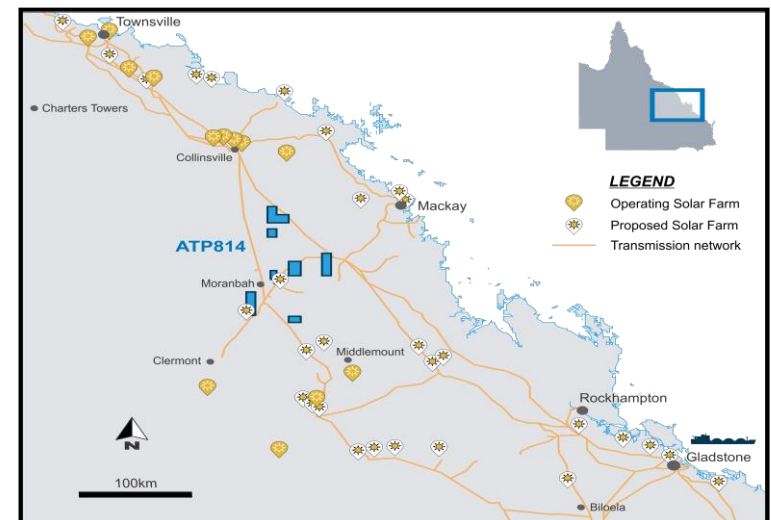 Townsville
Charters Towers
Collinsville
Mackay
ATP814
Moranbah
Clermont
Middlemount
Rockhampton
Gladstone
Biloela
N
100km
LEGEND
Operating Solar Farm
Proposed Solar Farm
Transmission network